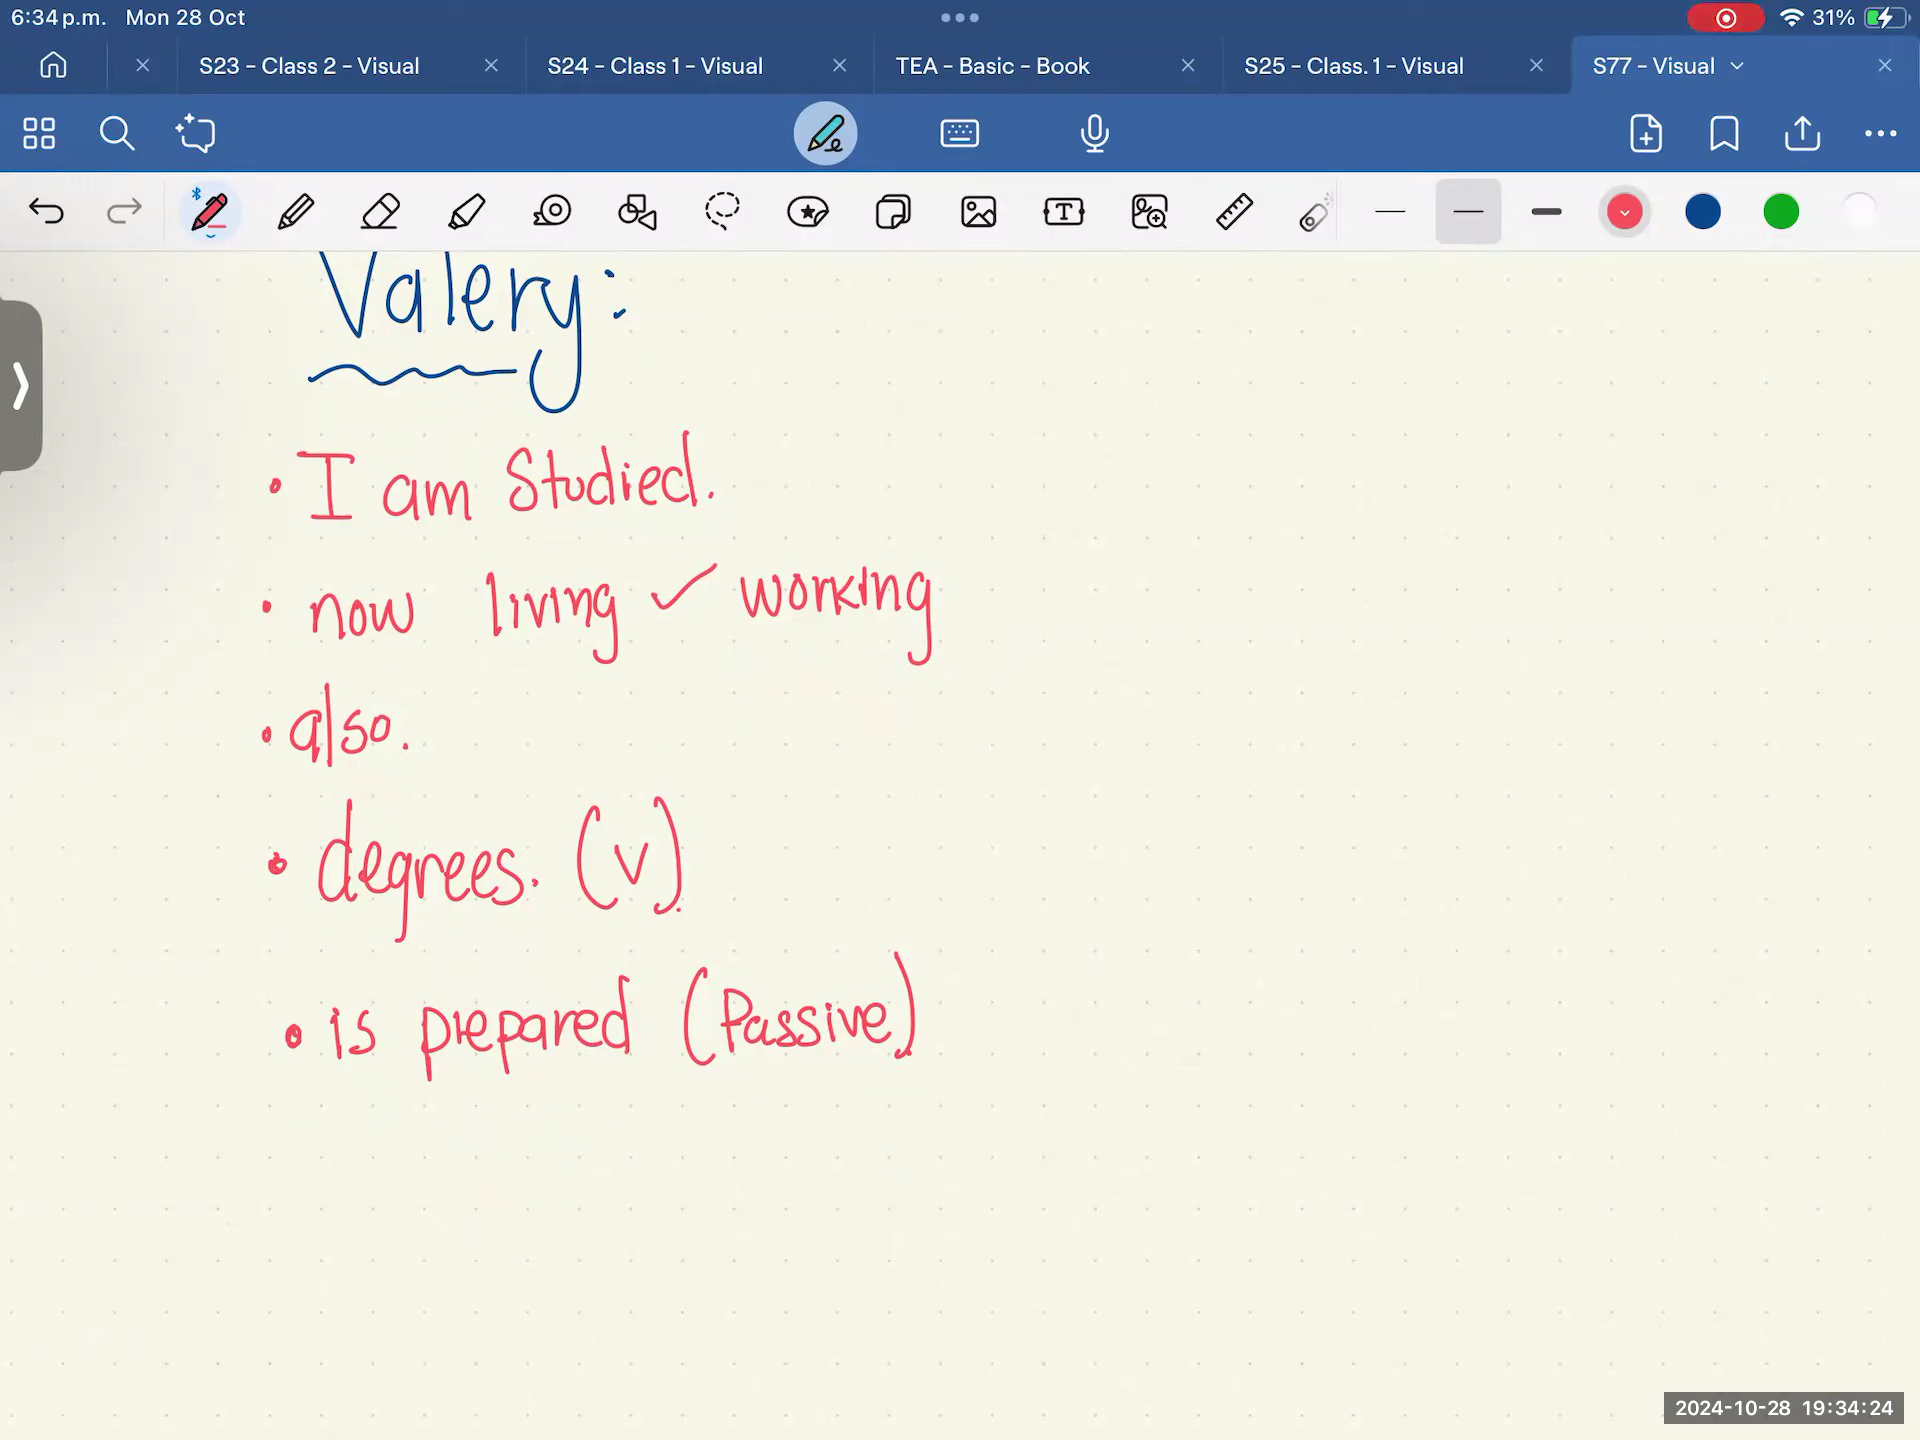 6:34 p.m. Mon 28 Oct 31%
S23 - Class 2 - Visual S24 - Class 1 - Visual TEA - Basic - Book S25 - Class. 1 - Visual S77 - Visual
Valery:
• I am Studied.
• now living ✓ working
• also.
• degrees. (v)
• is prepared (Passive)
2024-10-28 19:34:24